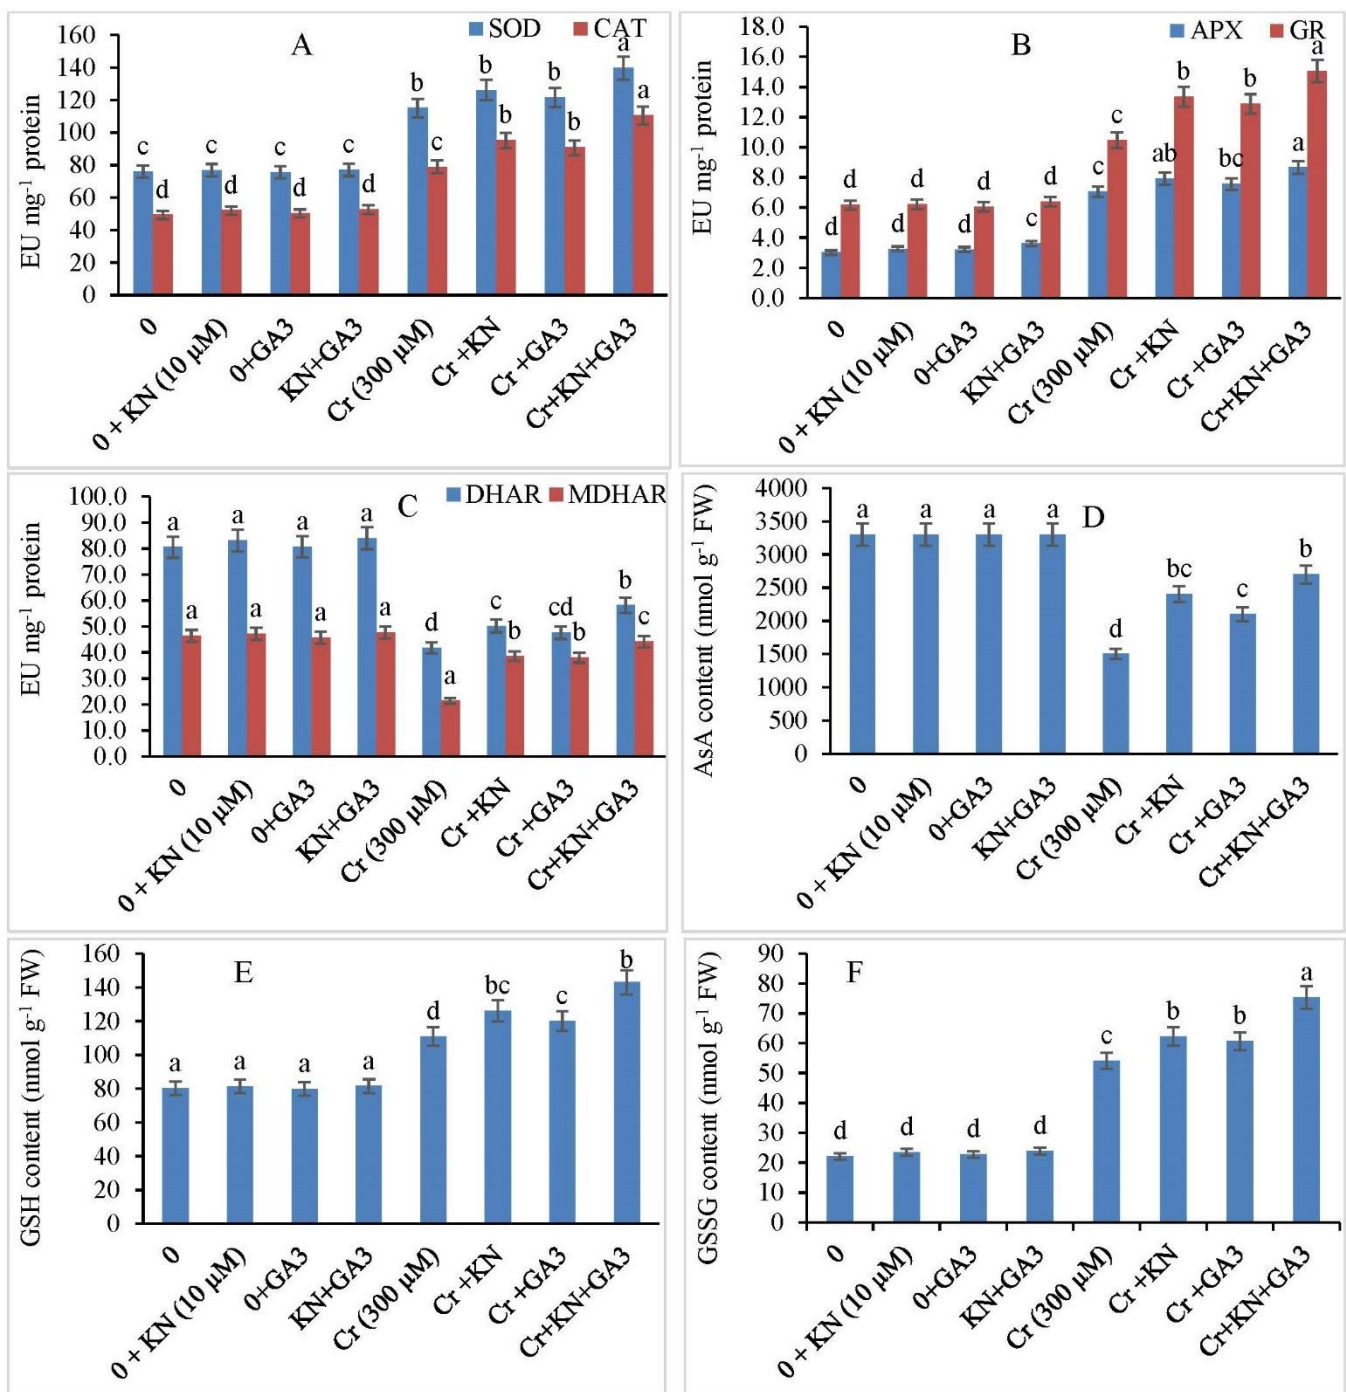 A
SOD CAT
EU mg-1 protein
160
140
120
100
80
60
40
20
0
c d c d c d c d b c b b b b a a
0
0 + KN (10 µM)
0+GA3
KN+GA3
Cr (300 µM)
Cr +KN
Cr +GA3
Cr+KN+GA3
B
APX GR
EU mg-1 protein
18.0
16.0
14.0
12.0
10.0
8.0
6.0
4.0
2.0
0.0
d d d d d d c d c c ab b bc b a a
0
0 + KN (10 µM)
0+GA3
KN+GA3
Cr (300 µM)
Cr +KN
Cr +GA3
Cr+KN+GA3
C
DHAR MDHAR
EU mg-1 protein
100.0
90.0
80.0
70.0
60.0
50.0
40.0
30.0
20.0
10.0
0.0
a a a a a a a a d a c b cd b b c
0
0 + KN (10 µM)
0+GA3
KN+GA3
Cr (300 µM)
Cr +KN
Cr +GA3
Cr+KN+GA3
D
AsA content (nmol g-1 FW)
4000
3500
3000
2500
2000
1500
1000
500
0
a a a a d bc c b
0
0 + KN (10 µM)
0+GA3
KN+GA3
Cr (300 µM)
Cr +KN
Cr +GA3
Cr+KN+GA3
E
GSH content (nmol g-1 FW)
160
140
120
100
80
60
40
20
0
a a a a d bc c b
0
0 + KN (10 µM)
0+GA3
KN+GA3
Cr (300 µM)
Cr +KN
Cr +GA3
Cr+KN+GA3
F
GSSG content (nmol g-1 FW)
90
80
70
60
50
40
30
20
10
0
d d d d c b b a
0
0 + KN (10 µM)
0+GA3
KN+GA3
Cr (300 µM)
Cr +KN
Cr +GA3
Cr+KN+GA3